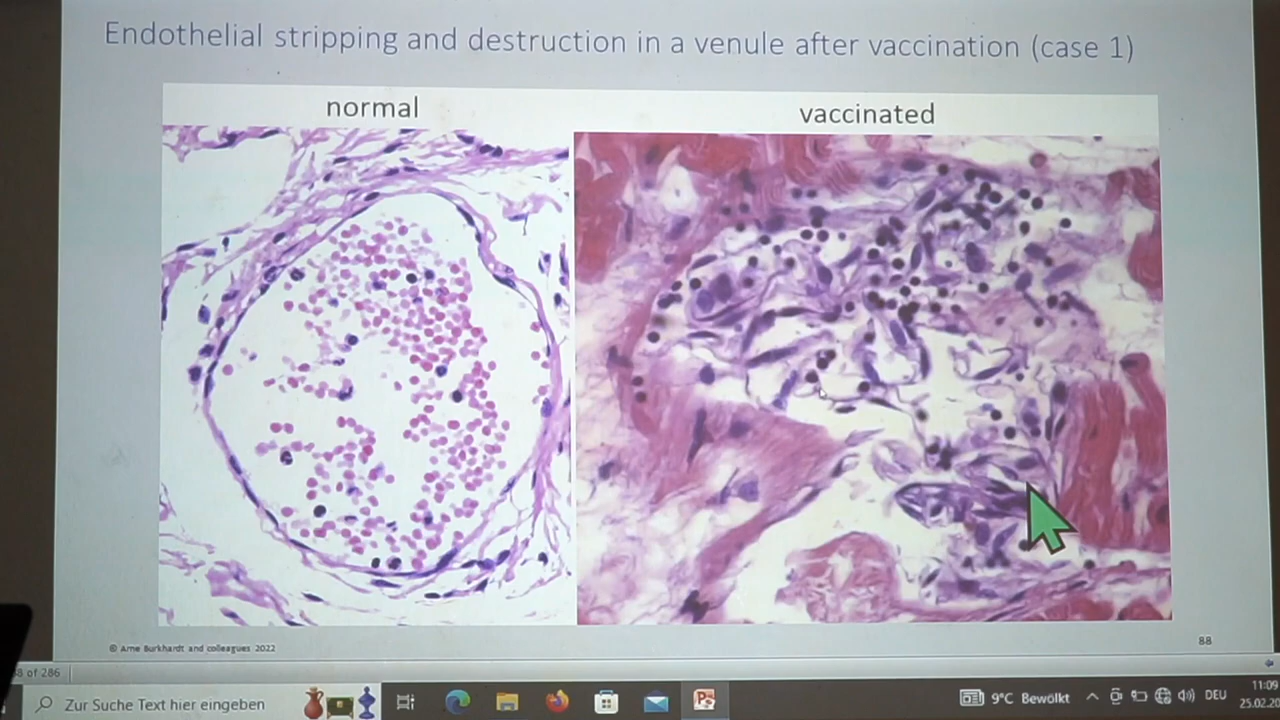 Endothelial stripping and destruction in a venule after vaccination (case 1)
normal
vaccinated
© Arne Burkhardt and colleagues 2022
88
8 of 286
Zur Suche Text hier eingeben
9°C Bewölkt
DEU
11:09
25.02.20